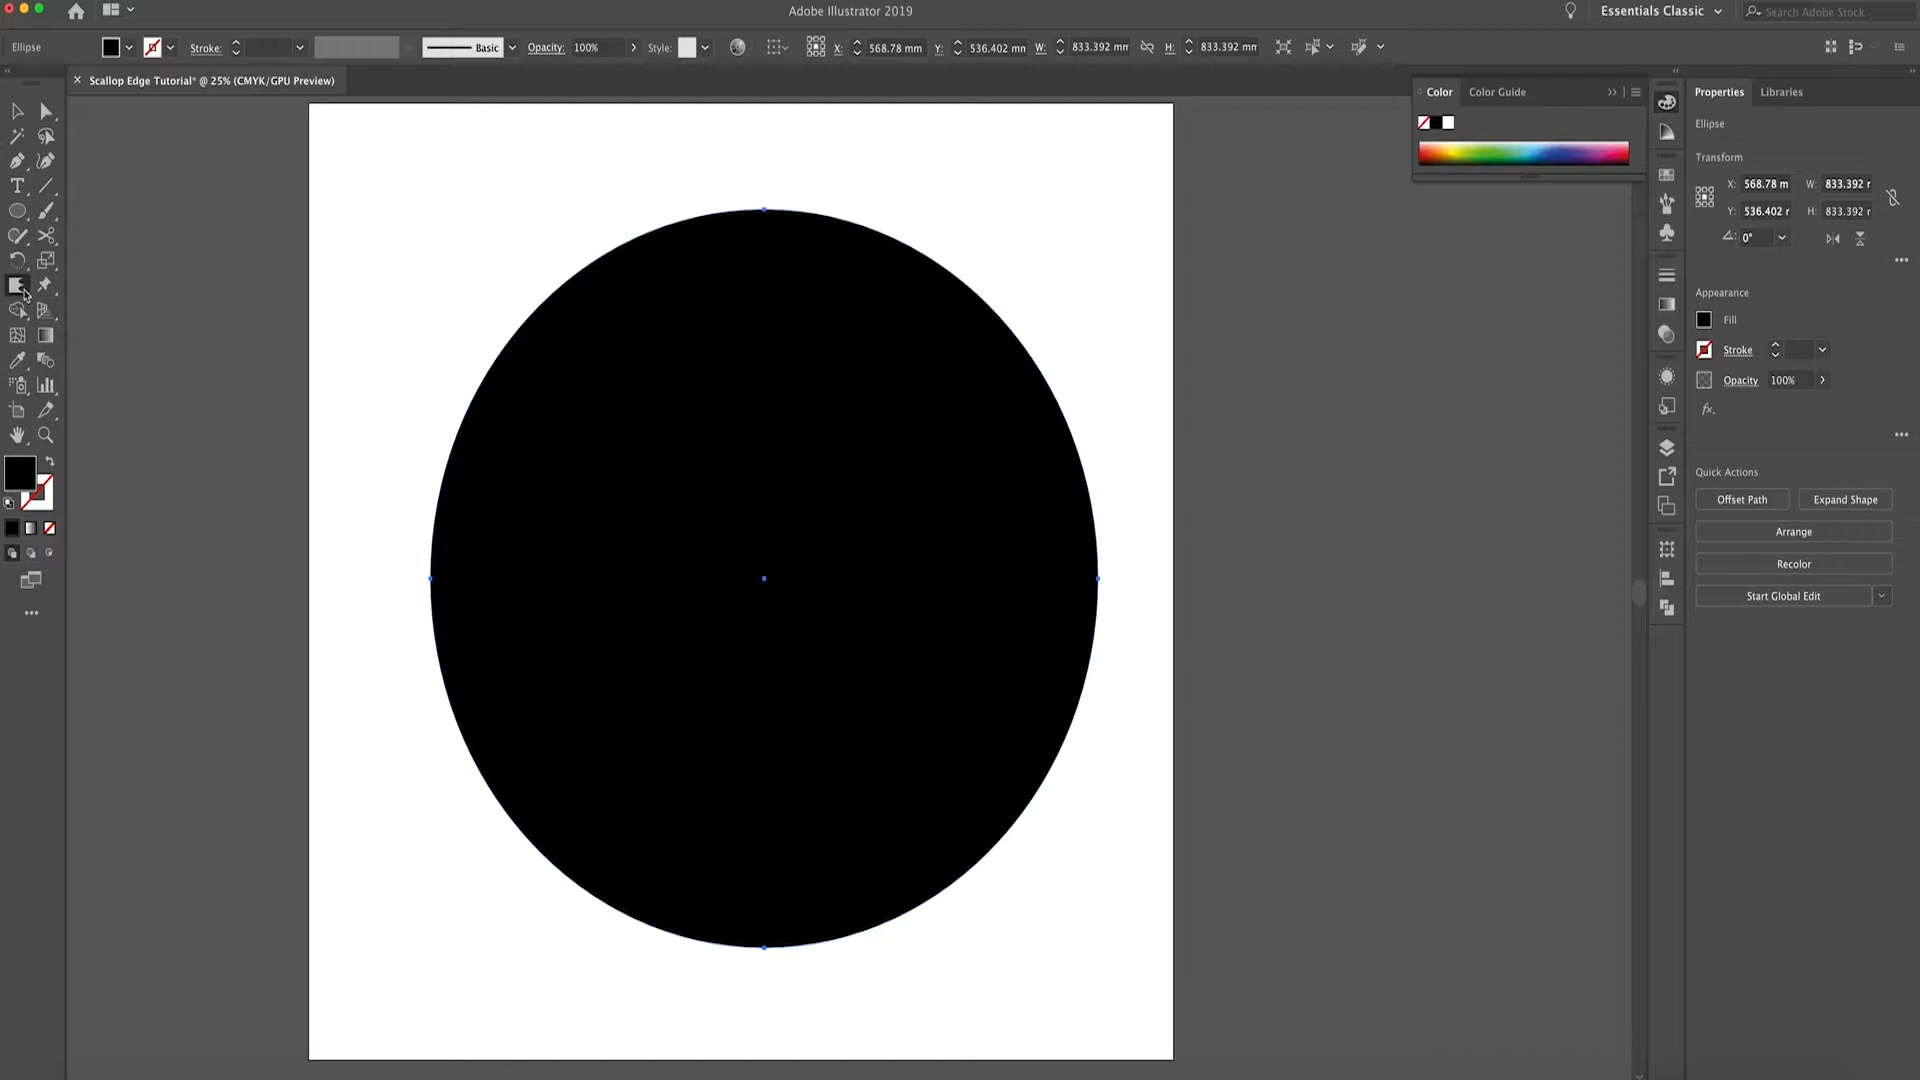 Adobe Illustrator 2019
Essentials Classic
Search Adobe Stock
Ellipse
Stroke:
Basic
Opacity: 100%
Style:
X: 568.78 mm
Y: 536.402 mm
W: 833.392 mm
H: 833.392 mm
× Scallop Edge Tutorial* @ 25% (CMYK/GPU Preview)
Color
Color Guide
Properties
Libraries
Ellipse
Transform
X: 568.78 m
W: 833.392 r
Y: 536.402 r
H: 833.392 r
0°
Appearance
Fill
Stroke
Opacity 100%
fx.
Quick Actions
Offset Path
Expand Shape
Arrange
Recolor
Start Global Edit